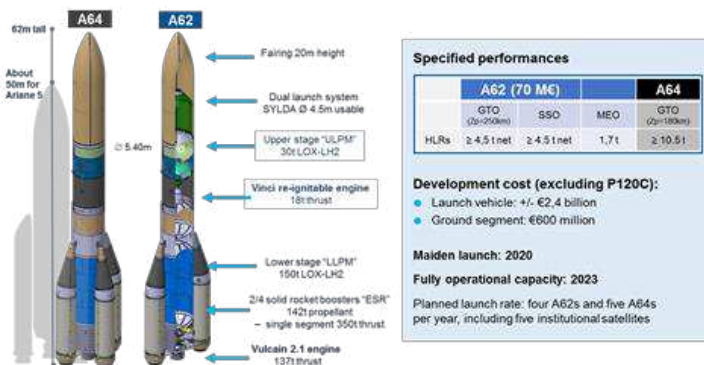 A64
A62
62m tall
About
50m for
Ariane 5
Ø 5.40m
Fairing 20m height
Dual launch system
SYLDA Ø 4.5m usable
Upper stage "ULPM"
30t LOX-LH2
Vinci re-ignitable engine
18t thrust
Lower stage "LLPM"
150t LOX-LH2
2/4 solid rocket boosters "ESR"
142t propellant
– single segment 350t thrust
Vulcain 2.1 engine
137t thrust
Specified performances
A62 (70 M€)
A64
GTO
(Zp=250km)
SSO
MEO
GTO
(Zp=180km)
HLRs
≥ 4,5 t net
≥ 4.5 t net
1,7 t
≥ 10.5 t
Development cost (excluding P120C):
Launch vehicle: +/- €2,4 billion
Ground segment: €600 million
Maiden launch: 2020
Fully operational capacity: 2023
Planned launch rate: four A62s and five A64s
per year, including five institutional satellites